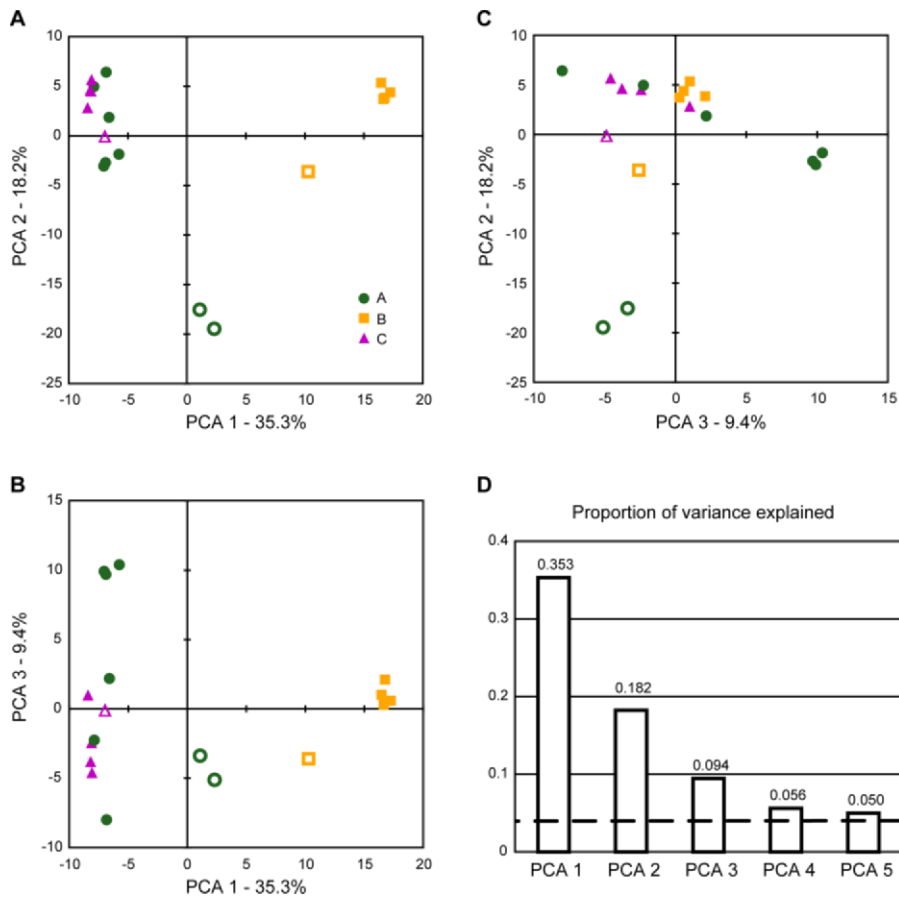 A
10
5
0
-5
-10
-15
-20
-25
-10 -5 0 5 10 15 20
PCA 2 - 18.2%
PCA 1 - 35.3%
A
B
C
C
10
5
0
-5
-10
-15
-20
-25
-10 -5 0 5 10 15
PCA 2 - 18.2%
PCA 3 - 9.4%
B
15
10
5
0
-5
-10
-10 -5 0 5 10 15 20
PCA 3 - 9.4%
PCA 1 - 35.3%
D
Proportion of variance explained
0.4
0.3
0.2
0.1
0
0.353
0.182
0.094
0.056
0.050
PCA 1 PCA 2 PCA 3 PCA 4 PCA 5